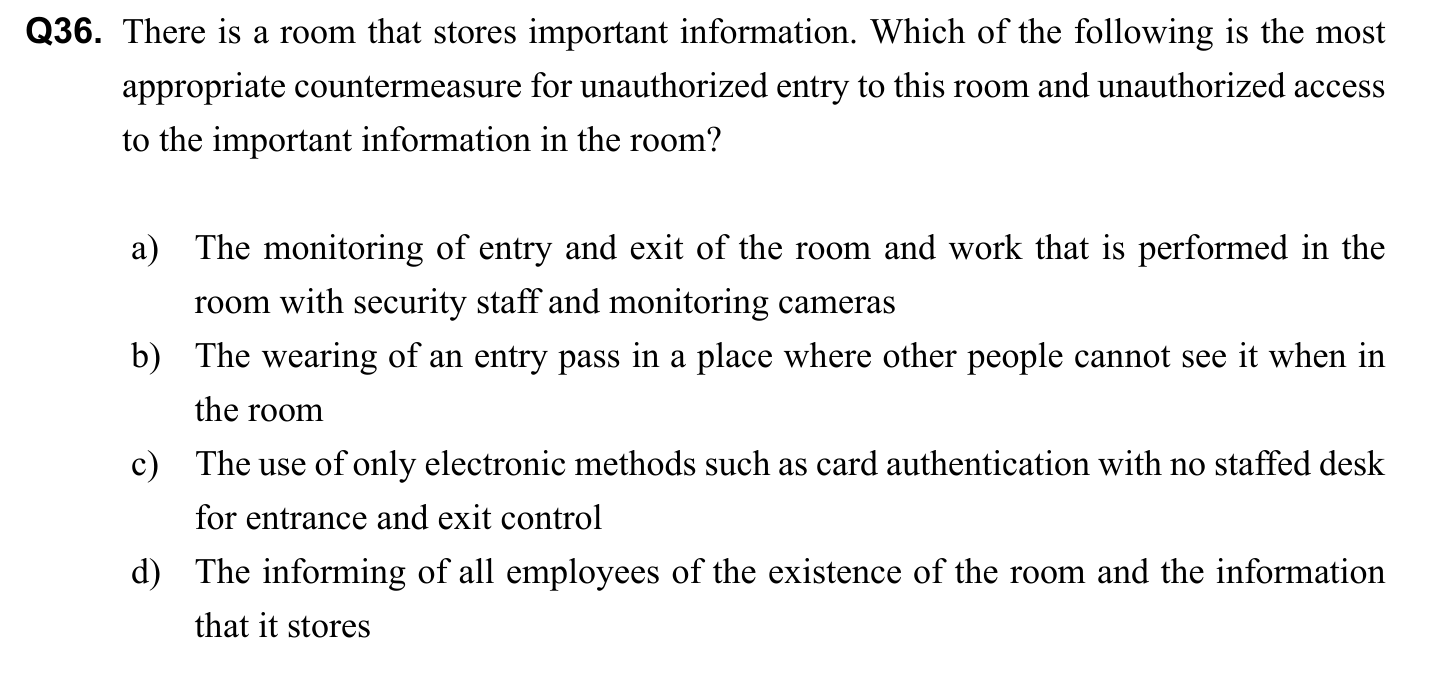 Q36. There is a room that stores important information. Which of the following is the most
appropriate countermeasure for unauthorized entry to this room and unauthorized access
to the important information in the room?
a) The monitoring of entry and exit of the room and work that is performed in the
room with security staff and monitoring cameras
b) The wearing of an entry pass in a place where other people cannot see it when in
the room
c) The use of only electronic methods such as card authentication with no staffed desk
for entrance and exit control
d) The informing of all employees of the existence of the room and the information
that it stores